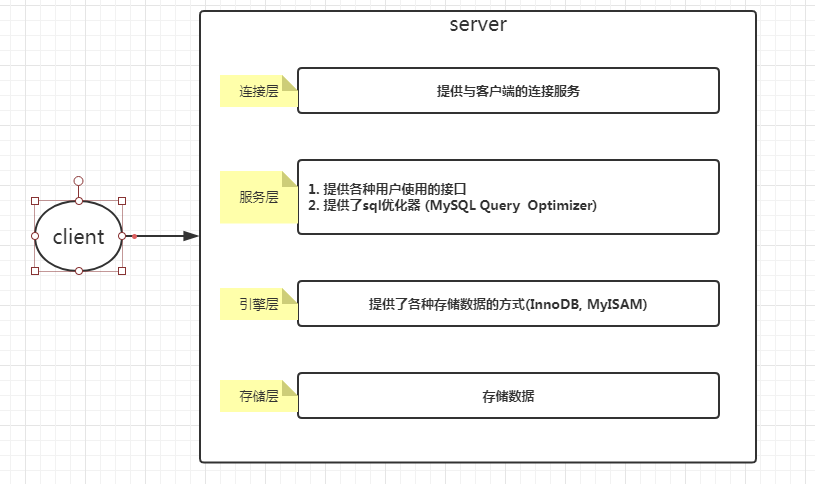 server
连接层
提供与客户端的连接服务
服务层
1. 提供各种用户使用的接口
2. 提供了sql优化器 (MySQL Query  Optimizer)
client
引擎层
提供了各种存储数据的方式(InnoDB, MyISAM)
存储层
存储数据